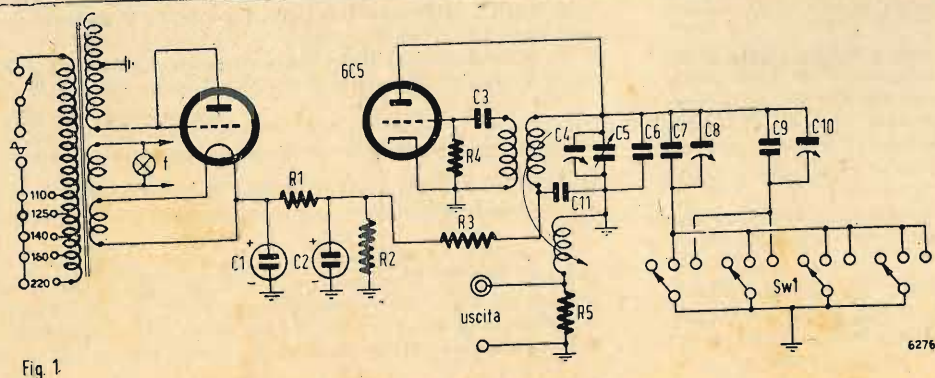 6C5
C3
C4
C5
C6
C7
C8
C9
C10
f
R4
C11
110
125
140
160
220
R1
R3
C1
C2
R2
Sw1
uscita
R5
6276
Fig. 1.